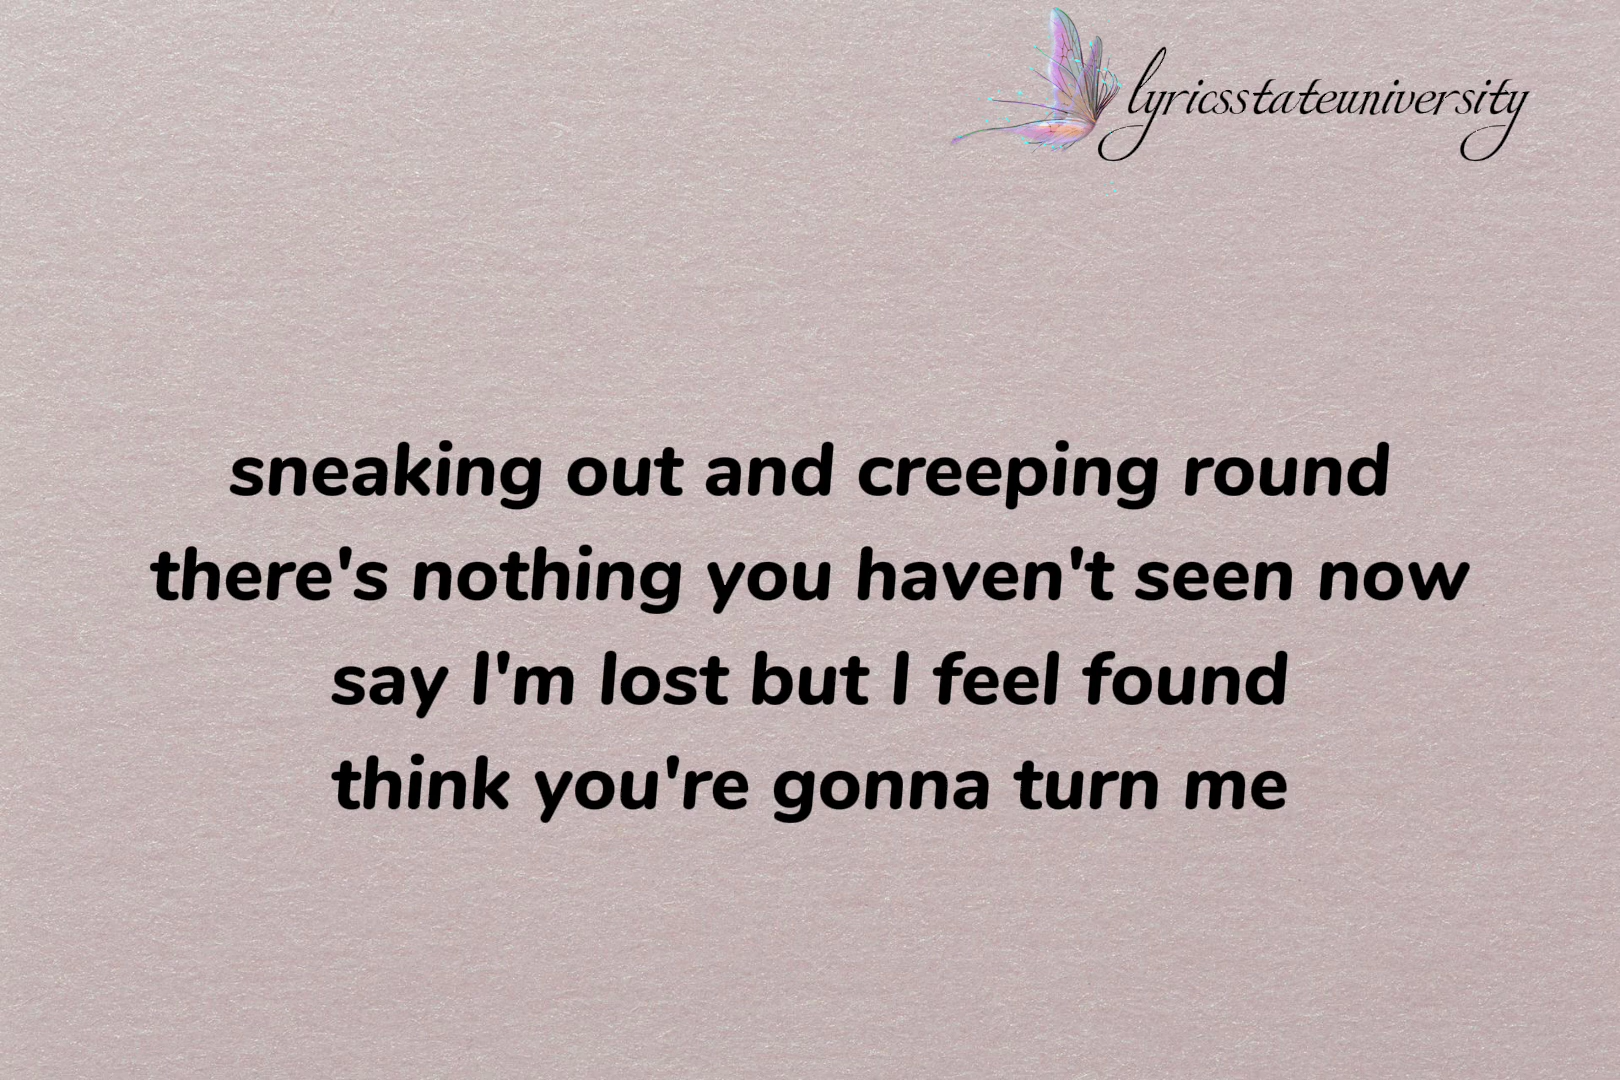 lyricsstateuniversity
sneaking out and creeping round
there's nothing you haven't seen now
say I'm lost but I feel found
think you're gonna turn me